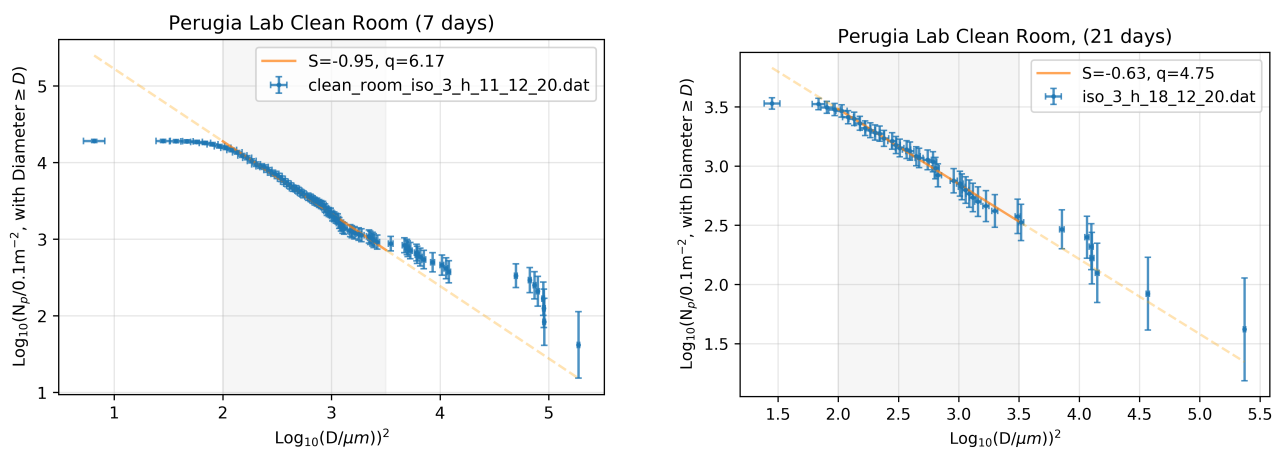 Perugia Lab Clean Room (7 days)
S=-0.95, q=6.17
clean_room_iso_3_h_11_12_20.dat
Log₁₀(Nₚ/0.1m⁻², with Diameter ≥ D)
5
4
3
2
1
1 2 3 4 5
Log₁₀(D/μm))²
Perugia Lab Clean Room, (21 days)
S=-0.63, q=4.75
iso_3_h_18_12_20.dat
Log₁₀(Nₚ/0.1m⁻², with Diameter ≥ D)
3.5
3.0
2.5
2.0
1.5
1.5 2.0 2.5 3.0 3.5 4.0 4.5 5.0 5.5
Log₁₀(D/μm))²